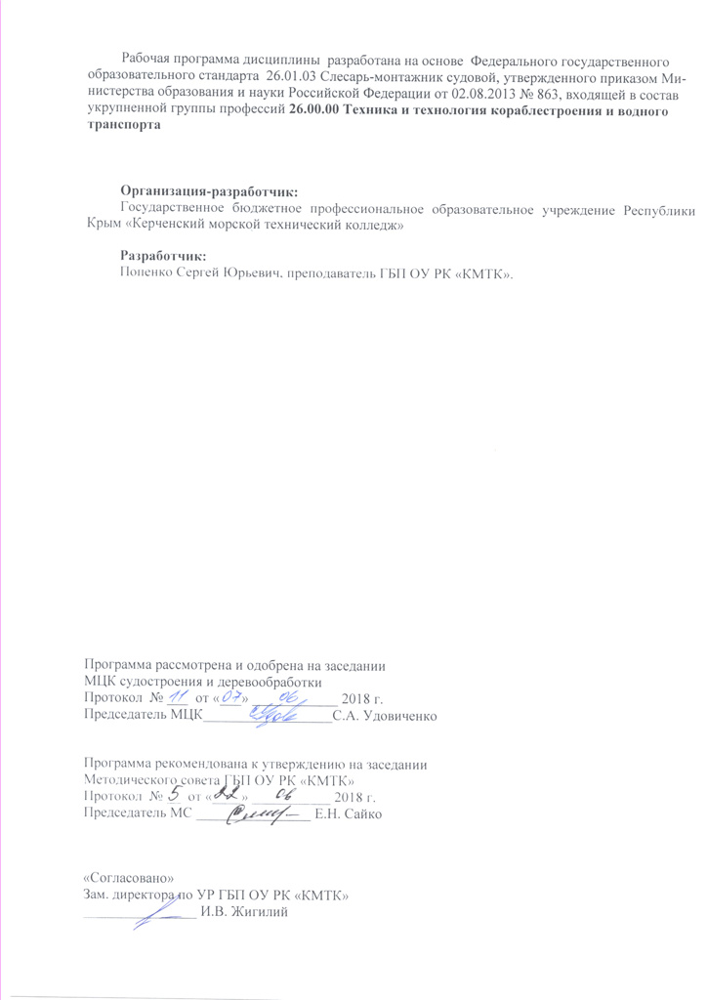 Рабочая программа дисциплины разработана на основе Федерального государственного
образовательного стандарта 26.01.03 Слесарь-монтажник судовой, утвержденного приказом Ми-
нистерства образования и науки Российской Федерации от 02.08.2013 № 863, входящей в состав
укрупненной группы профессий 26.00.00 Техника и технология кораблестроения и водного
транспорта
Организация-разработчик:
Государственное бюджетное профессиональное образовательное учреждение Республики
Крым «Керченский морской технический колледж»
Разработчик:
Попенко Сергей Юрьевич, преподаватель ГБП ОУ РК «КМТК».
Программа рассмотрена и одобрена на заседании
МЦК судостроения и деревообработки
Протокол № 11 от «07» 06 2018 г.
Председатель МЦК__________________С.А. Удовиченко
Программа рекомендована к утверждению на заседании
Методического совета ГБП ОУ РК «КМТК»
Протокол № 5 от «22» 06 2018 г.
Председатель МС ________________ Е.Н. Сайко
«Согласовано»
Зам. директора по УР ГБП ОУ РК «КМТК»
________________ И.В. Жигилий